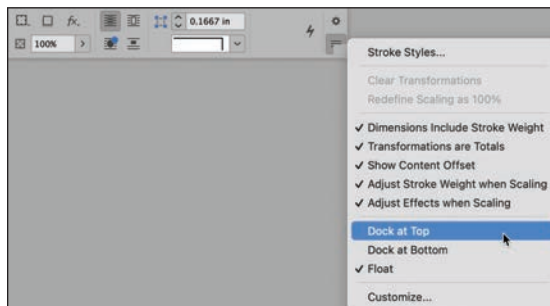 fx.
0.1667 in
100%
Stroke Styles...
Clear Transformations
Redefine Scaling as 100%
✓ Dimensions Include Stroke Weight
✓ Transformations are Totals
✓ Show Content Offset
✓ Adjust Stroke Weight when Scaling
✓ Adjust Effects when Scaling
Dock at Top
Dock at Bottom
✓ Float
Customize...